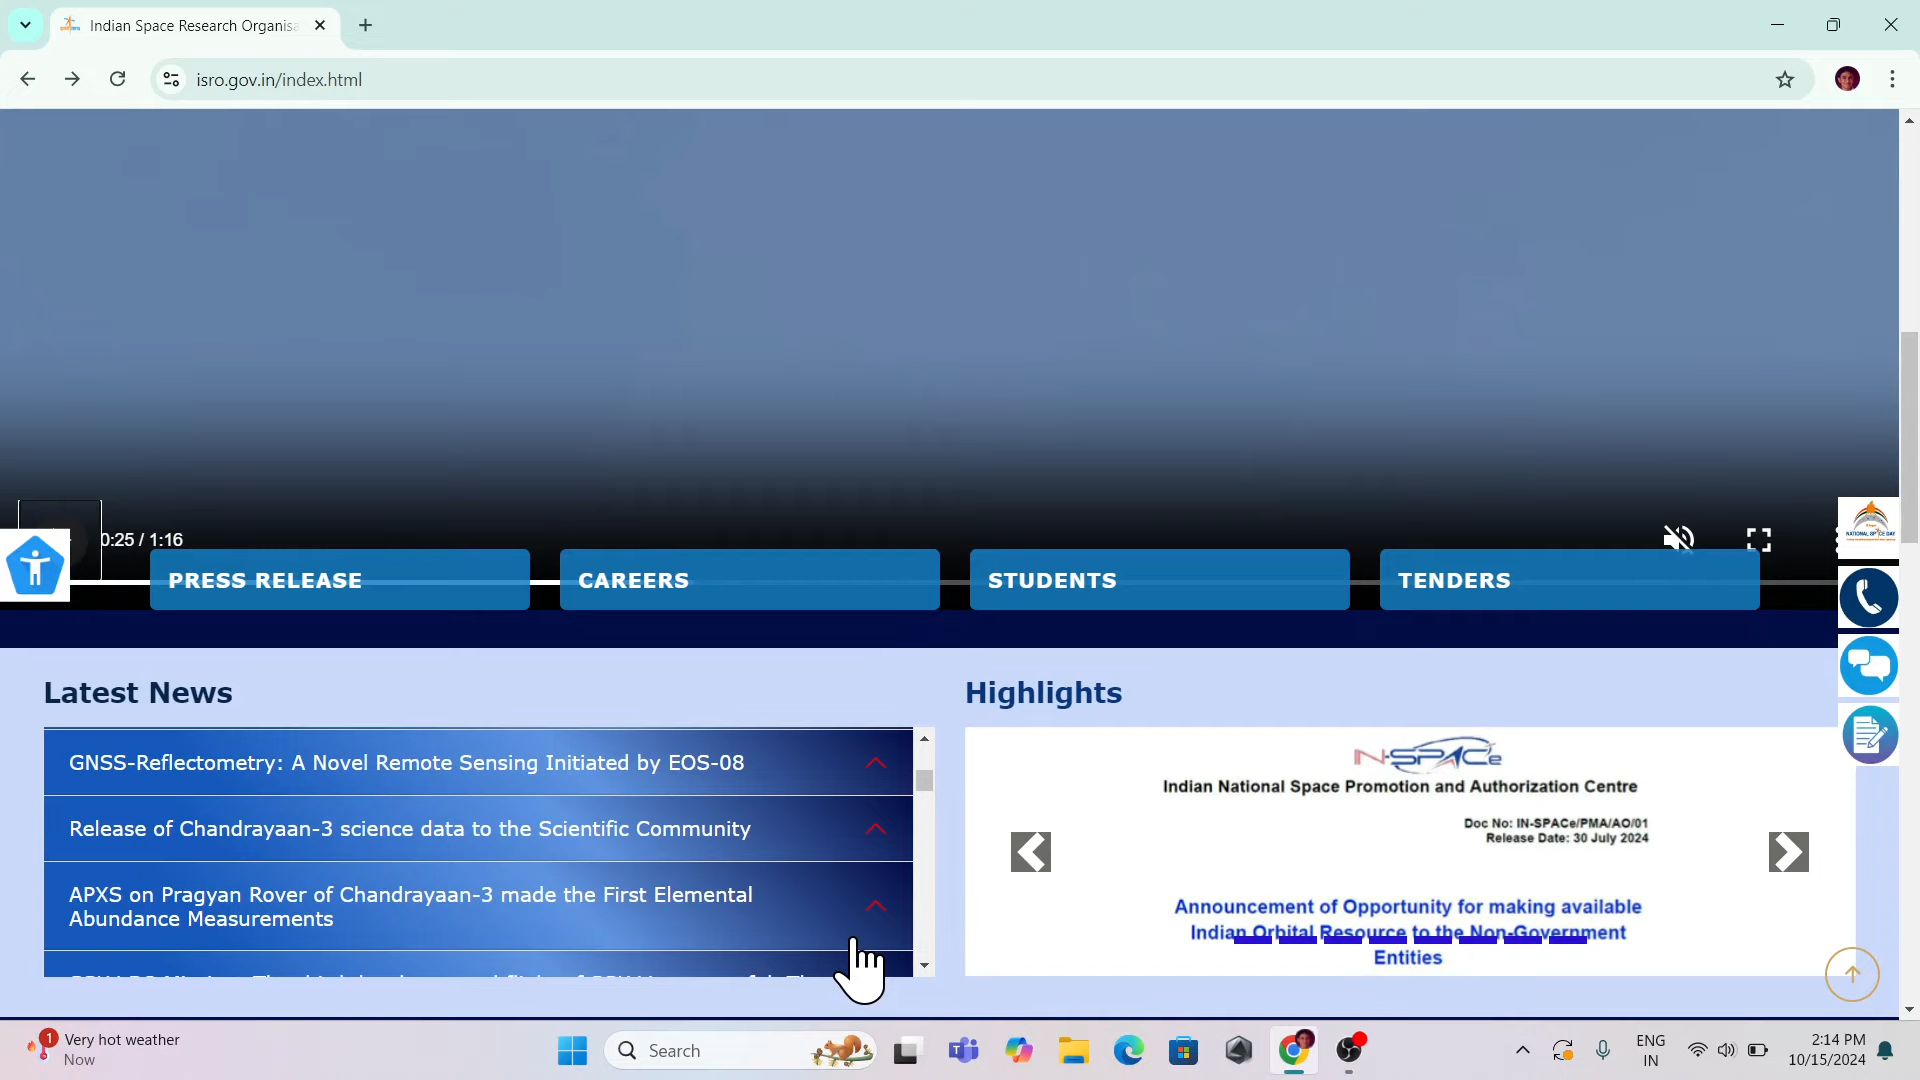 Indian Space Research Organisa
isro.gov.in/index.html
0:25 / 1:16
PRESS RELEASE
CAREERS
STUDENTS
TENDERS
NATIONAL SPACE DAY
Latest News
Highlights
GNSS-Reflectometry: A Novel Remote Sensing Initiated by EOS-08
Release of Chandrayaan-3 science data to the Scientific Community
APXS on Pragyan Rover of Chandrayaan-3 made the First Elemental
Abundance Measurements
IN-SPACe
Indian National Space Promotion and Authorization Centre
Doc No: IN-SPACe/PMA/AO/01
Release Date: 30 July 2024
Announcement of Opportunity for making available
Indian Orbital Resource to the Non-Government
Entities
1
Very hot weather
Now
Search
ENG
IN
2:14 PM
10/15/2024